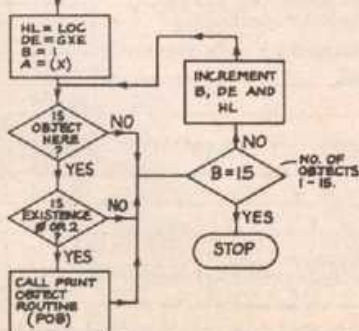 HL = LOC
DE = GXE
B = 1
A = (X)
INCREMENT
B, DE AND
HL
IS
OBJECT
HERE
?
NO
YES
NO
B = 15
NO. OF
OBJECTS
1 - 15.
IS
EXISTENCE
Ø OR 2
?
NO
YES
YES
STOP
CALL PRINT
OBJECT
ROUTINE
(POB)